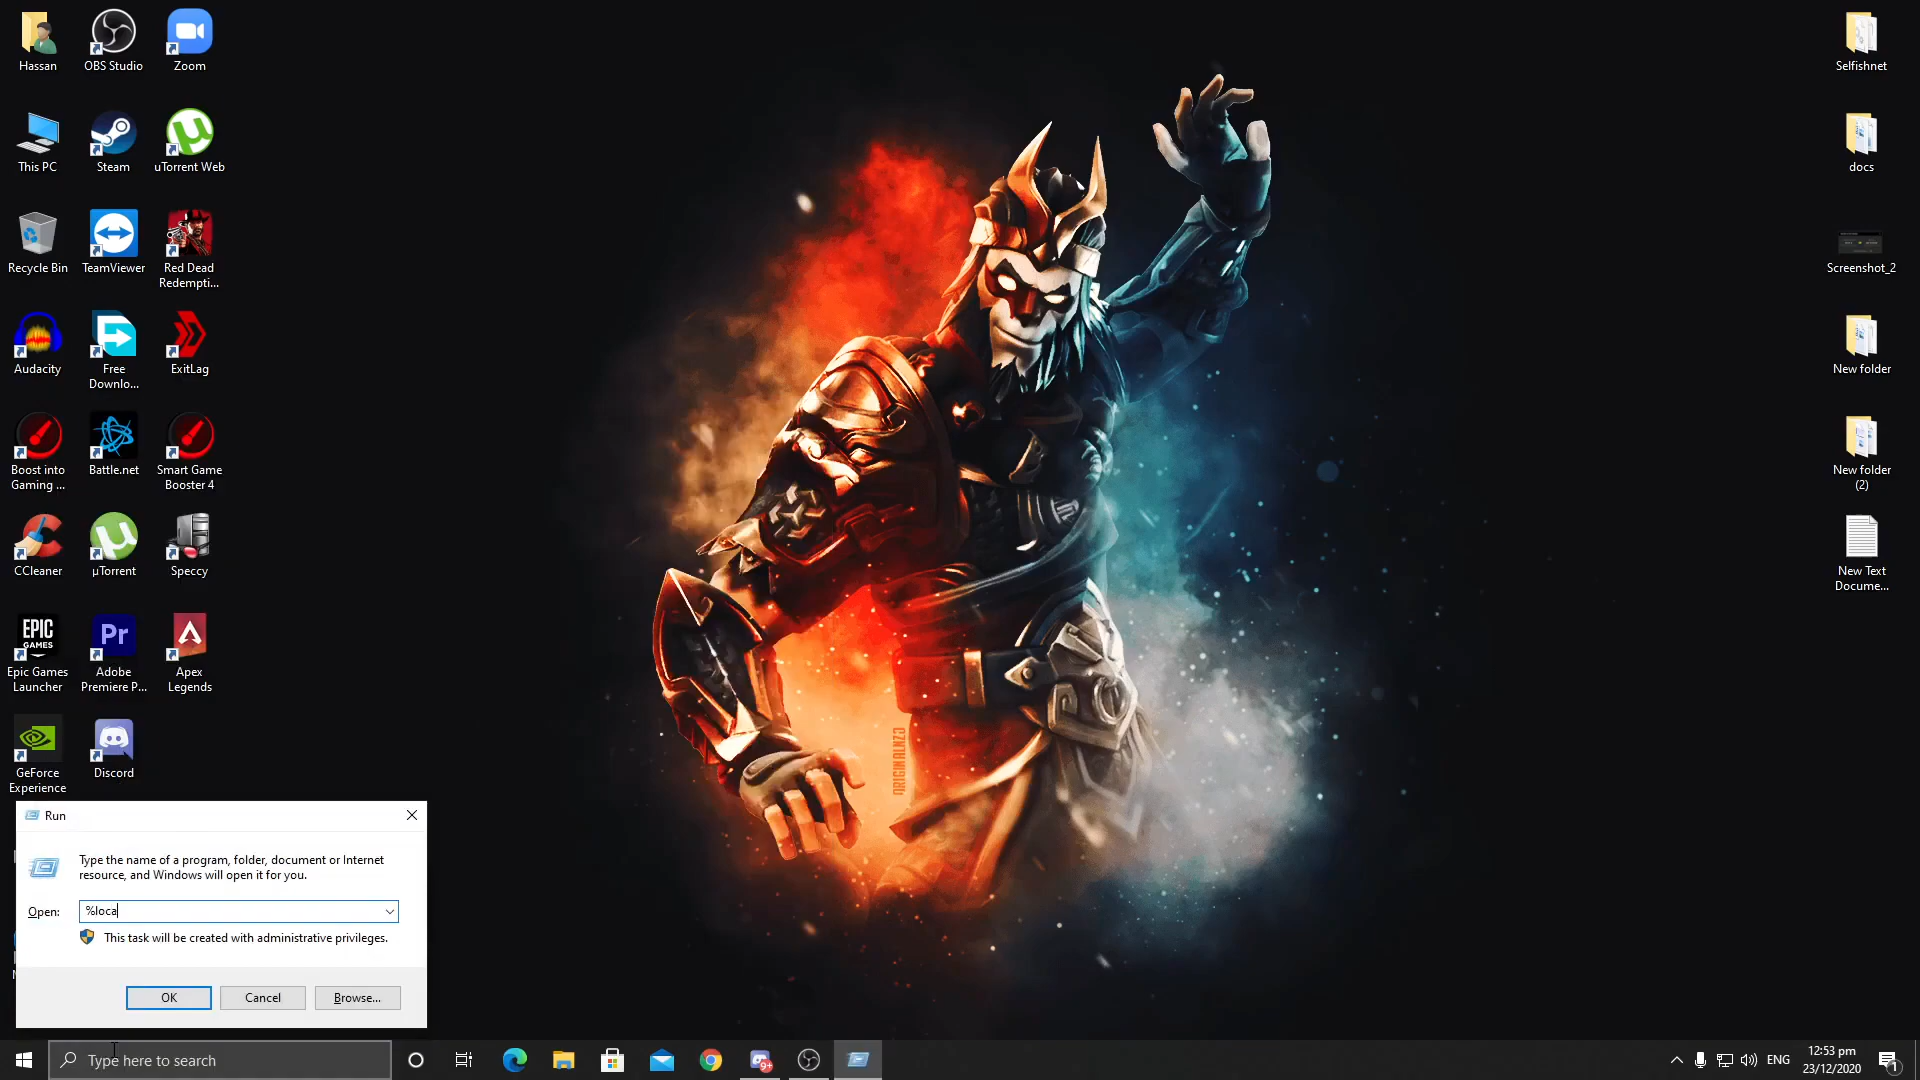 Hassan
OBS Studio
Zoom
This PC
Steam
uTorrent Web
Recycle Bin
TeamViewer
Red Dead
Redempti...
Audacity
Free
Downlo...
ExitLag
Boost into
Gaming ...
Battle.net
Smart Game
Booster 4
CCleaner
µTorrent
Speccy
EPIC
GAMES
Epic Games
Launcher
Pr
Adobe
Premiere P...
Apex
Legends
GeForce
Experience
Discord
Selfishnet
docs
Screenshot_2
New folder
New folder
(2)
New Text
Docume...
ORIGINALNZ3
Run
Type the name of a program, folder, document or Internet
resource, and Windows will open it for you.
Open:
%loca
This task will be created with administrative privileges.
OK
Cancel
Browse...
Type here to search
9+
ENG
12:53 pm
23/12/2020
1